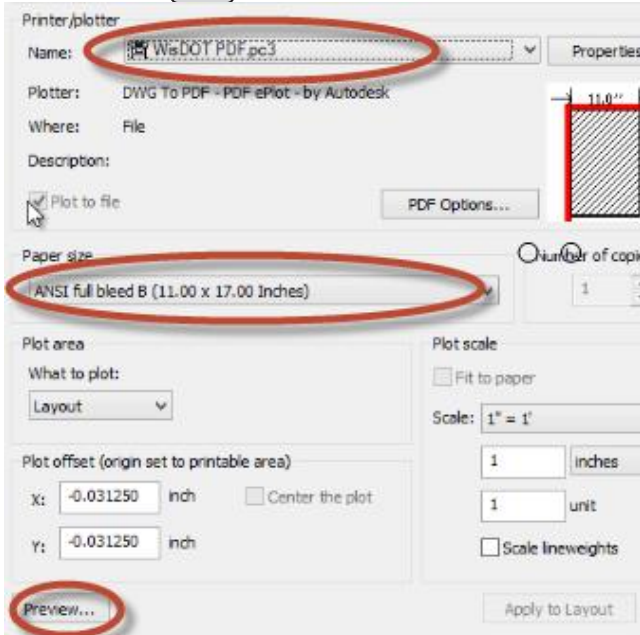 Printer/plotter
Name: WisDOT PDF.pc3 Properties
Plotter: DWG To PDF - PDF ePlot - by Autodesk
11.0''
Where: File
Description:
Plot to file
PDF Options...
Paper size
Number of copi
ANSI full bleed B (11.00 x 17.00 Inches)
1
Plot area
Plot scale
What to plot:
Fit to paper
Layout
Scale: 1" = 1'
Plot offset (origin set to printable area)
1 inches
X: -0.031250 inch Center the plot
1 unit
Y: -0.031250 inch
Scale lineweights
Preview...
Apply to Layout